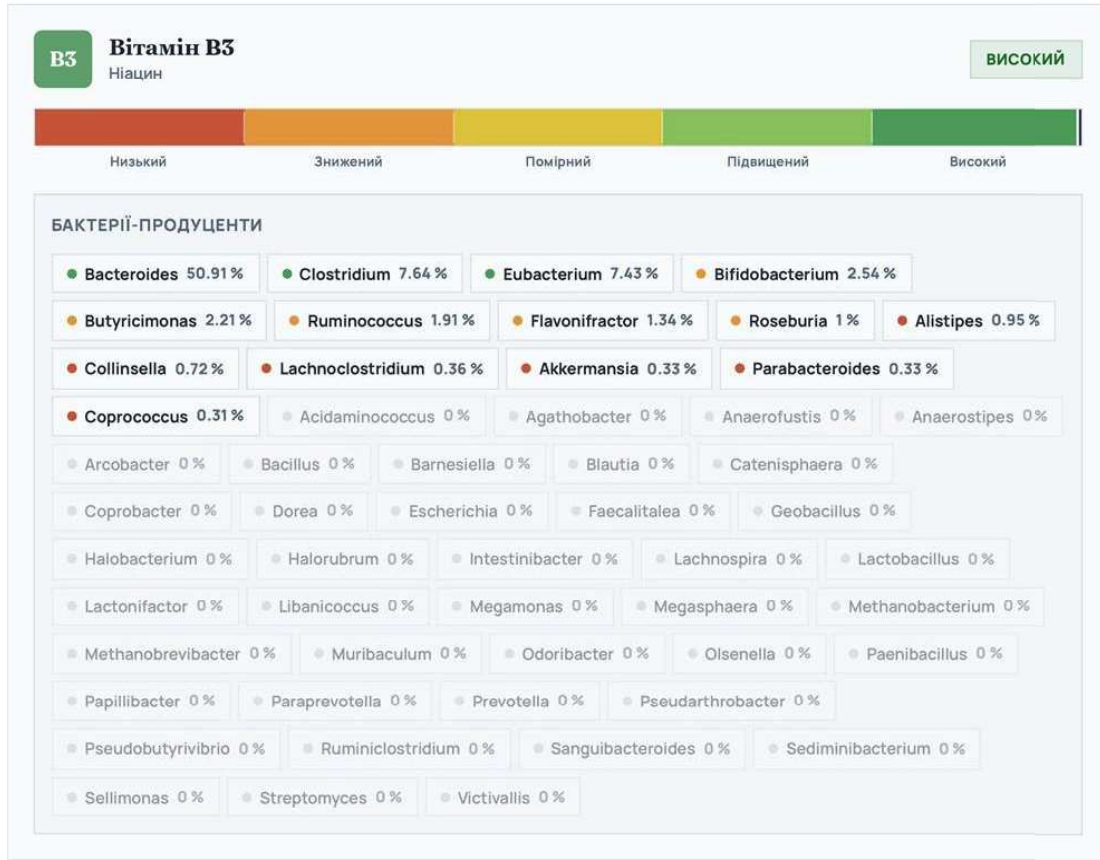 B3
Вітамін B3
Ніацин
ВИСОКИЙ
Низький Знижений Помірний Підвищений Високий
БАКТЕРІЇ-ПРОДУЦЕНТИ
Bacteroides 50.91 % Clostridium 7.64 % Eubacterium 7.43 % Bifidobacterium 2.54 %
Butyricimonas 2.21 % Ruminococcus 1.91 % Flavonifractor 1.34 % Roseburia 1 % Alistipes 0.95 %
Collinsella 0.72 % Lachnoclostridium 0.36 % Akkermansia 0.33 % Parabacteroides 0.33 %
Coprococcus 0.31 % Acidaminococcus 0 % Agathobacter 0 % Anaerofustis 0 % Anaerostipes 0 %
Arcobacter 0 % Bacillus 0 % Barnesiella 0 % Blautia 0 % Catenisphaera 0 %
Coprobacter 0 % Dorea 0 % Escherichia 0 % Faecalitalea 0 % Geobacillus 0 %
Halobacterium 0 % Halorubrum 0 % Intestinibacter 0 % Lachnospira 0 % Lactobacillus 0 %
Lactonifactor 0 % Libanicoccus 0 % Megamonas 0 % Megasphaera 0 % Methanobacterium 0 %
Methanobrevibacter 0 % Muribaculum 0 % Odoribacter 0 % Olsenella 0 % Paenibacillus 0 %
Papillibacter 0 % Paraprevotella 0 % Prevotella 0 % Pseudarthrobacter 0 %
Pseudobutyrivibrio 0 % Ruminiclostridium 0 % Sanguibacteroides 0 % Sediminibacterium 0 %
Sellimonas 0 % Streptomyces 0 % Victivallis 0 %